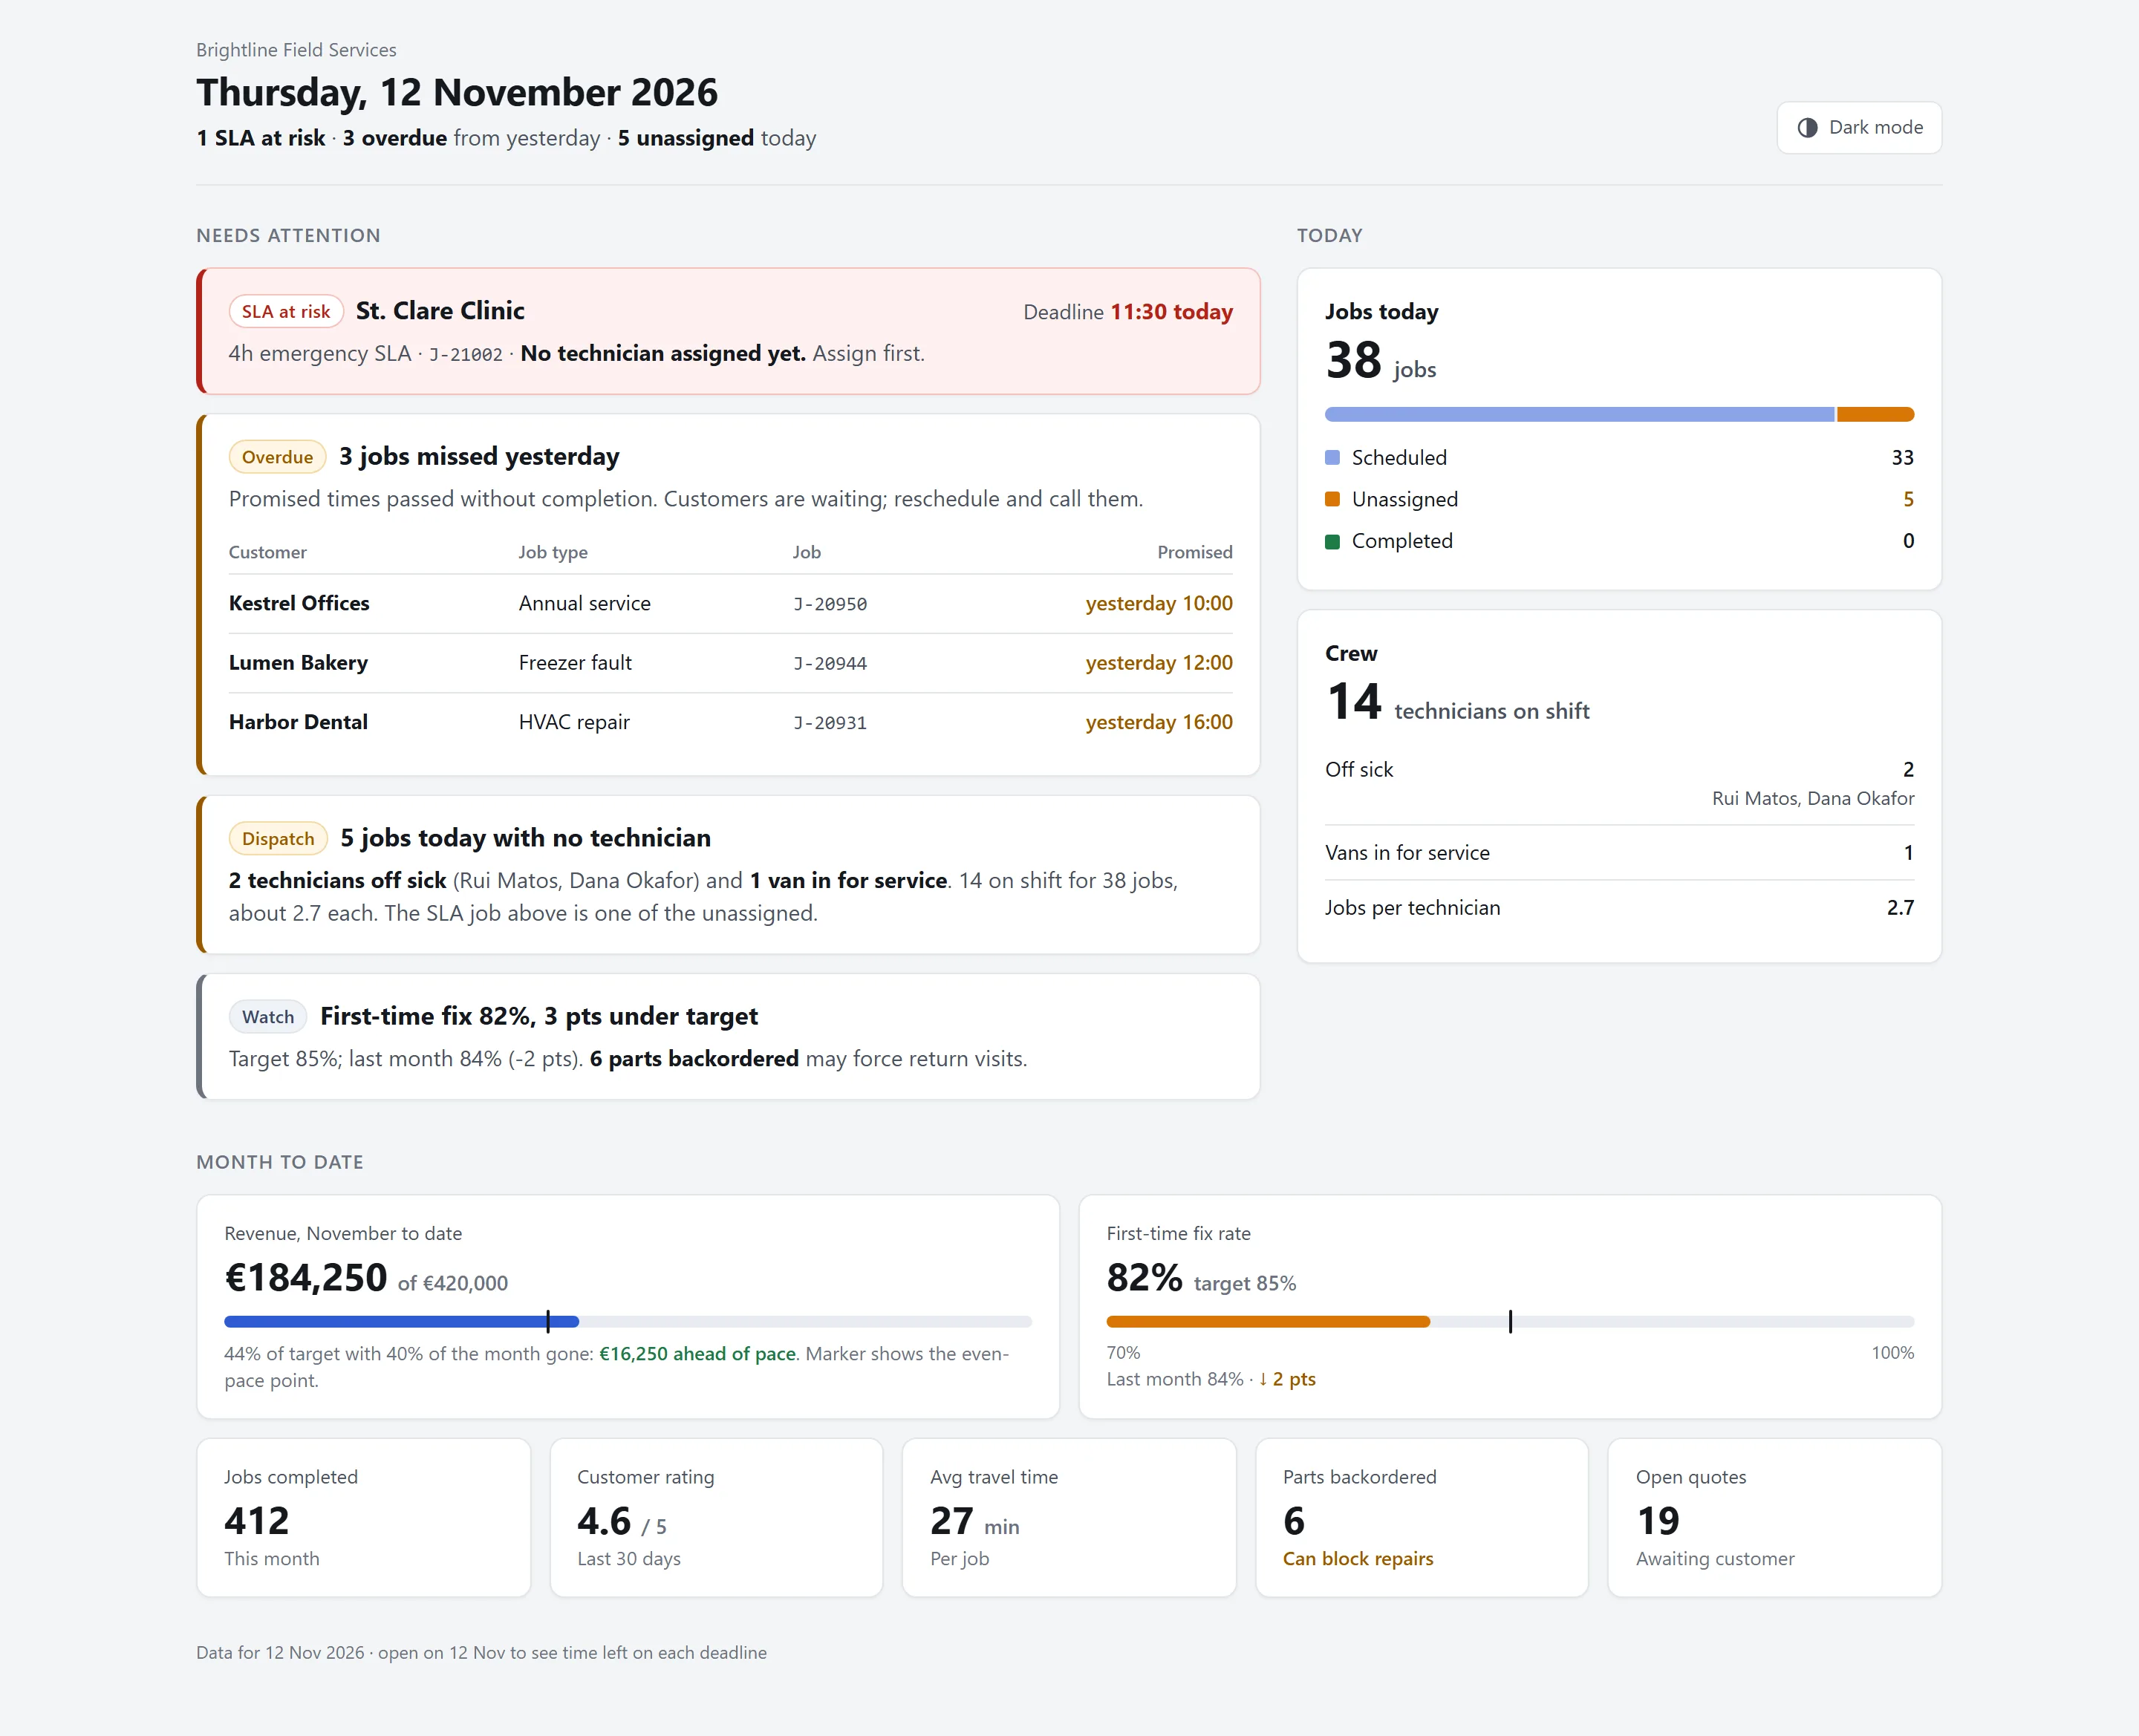 Brightline Field Services
Thursday, 12 November 2026
1 SLA at risk · 3 overdue from yesterday · 5 unassigned today
Dark mode
NEEDS ATTENTION
SLA at risk St. Clare Clinic Deadline 11:30 today
4h emergency SLA · J-21002 · No technician assigned yet. Assign first.
Overdue 3 jobs missed yesterday
Promised times passed without completion. Customers are waiting; reschedule and call them.
Customer Job type Job Promised
Kestrel Offices Annual service J-20950 yesterday 10:00
Lumen Bakery Freezer fault J-20944 yesterday 12:00
Harbor Dental HVAC repair J-20931 yesterday 16:00
Dispatch 5 jobs today with no technician
2 technicians off sick (Rui Matos, Dana Okafor) and 1 van in for service. 14 on shift for 38 jobs,
about 2.7 each. The SLA job above is one of the unassigned.
Watch First-time fix 82%, 3 pts under target
Target 85%; last month 84% (-2 pts). 6 parts backordered may force return visits.
TODAY
Jobs today
38 jobs
Scheduled 33
Unassigned 5
Completed 0
Crew
14 technicians on shift
Off sick 2
Rui Matos, Dana Okafor
Vans in for service 1
Jobs per technician 2.7
MONTH TO DATE
Revenue, November to date
€184,250 of €420,000
44% of target with 40% of the month gone: €16,250 ahead of pace. Marker shows the even-
pace point.
First-time fix rate
82% target 85%
70% 100%
Last month 84% · ↓ 2 pts
Jobs completed
412
This month
Customer rating
4.6 / 5
Last 30 days
Avg travel time
27 min
Per job
Parts backordered
6
Can block repairs
Open quotes
19
Awaiting customer
Data for 12 Nov 2026 · open on 12 Nov to see time left on each deadline